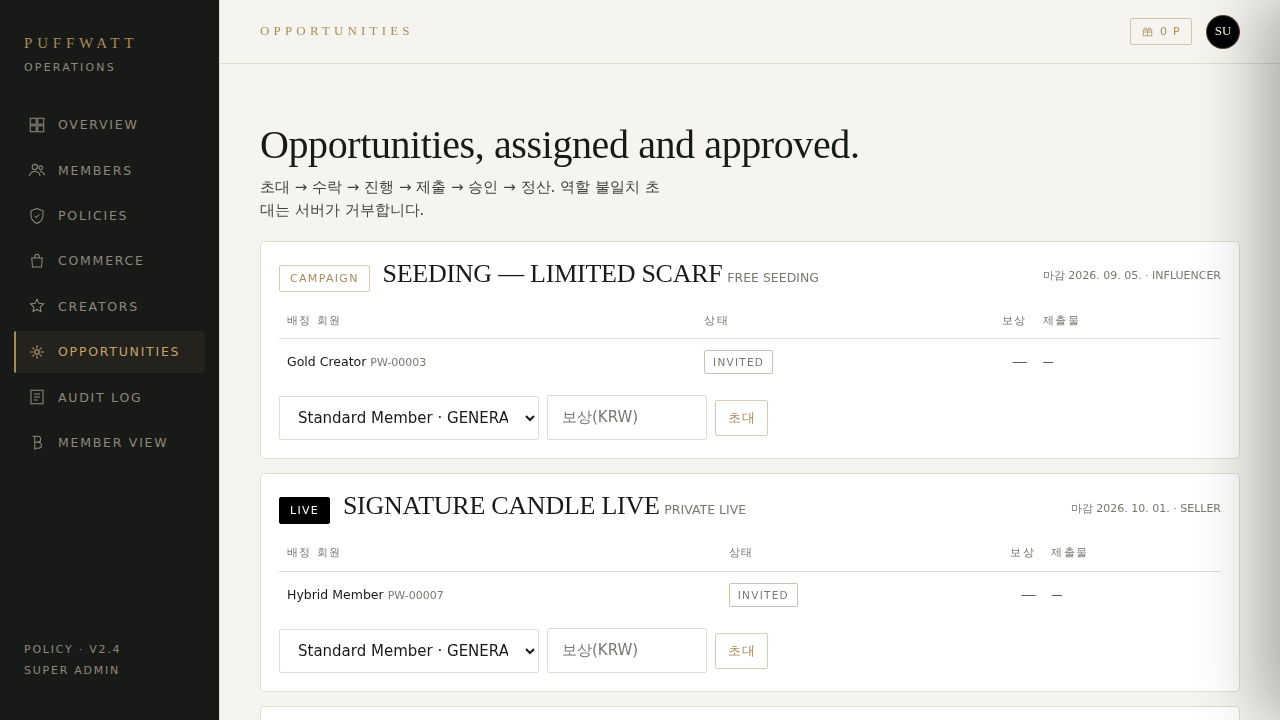 PUFFWATT
OPERATIONS
OVERVIEW
MEMBERS
POLICIES
COMMERCE
CREATORS
OPPORTUNITIES
AUDIT LOG
MEMBER VIEW
POLICY · V2.4
SUPER ADMIN
OPPORTUNITIES
0 P
SU
Opportunities, assigned and approved.
초대 → 수락 → 진행 → 제출 → 승인 → 정산. 역할 불일치 초
대는 서버가 거부합니다.
CAMPAIGN SEEDING — LIMITED SCARF FREE SEEDING 마감 2026. 09. 05. · INFLUENCER
배정 회원 상태 보상 제출물
Gold Creator PW-00003 INVITED — —
Standard Member · GENERA 보상(KRW) 초대
LIVE SIGNATURE CANDLE LIVE PRIVATE LIVE 마감 2026. 10. 01. · SELLER
배정 회원 상태 보상 제출물
Hybrid Member PW-00007 INVITED — —
Standard Member · GENERA 보상(KRW) 초대